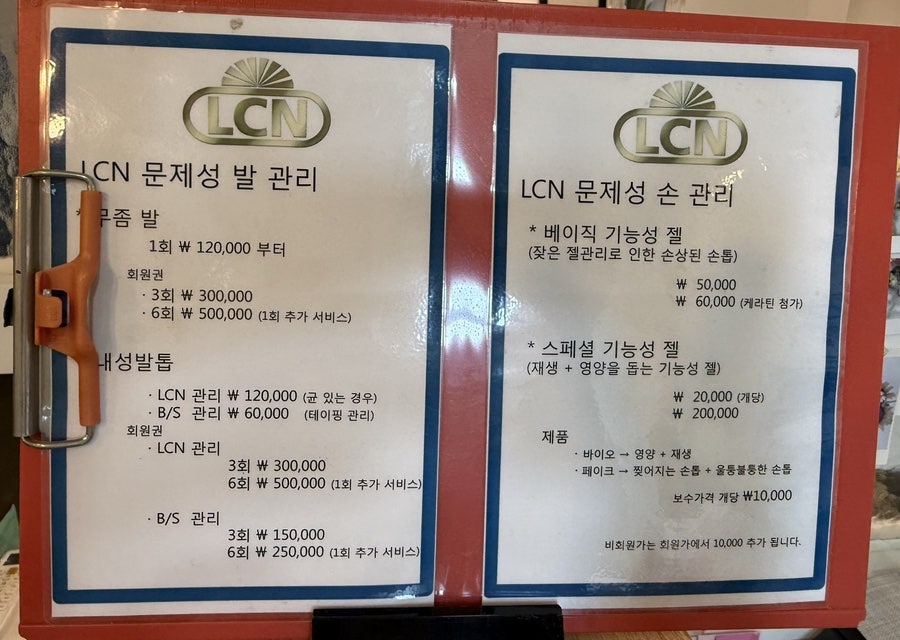 LCN
LCN 문제성 발 관리
* 무좀 발
1회 ₩ 120,000 부터
회원권
· 3회 ₩ 300,000
· 6회 ₩ 500,000 (1회 추가 서비스)
내성발톱
· LCN 관리 ₩ 120,000 (균 있는 경우)
· B/S 관리 ₩ 60,000 (테이핑 관리)
회원권
· LCN 관리
3회 ₩ 300,000
6회 ₩ 500,000 (1회 추가 서비스)
· B/S 관리
3회 ₩ 150,000
6회 ₩ 250,000 (1회 추가 서비스)
LCN
LCN 문제성 손 관리
* 베이직 기능성 젤
(잦은 젤관리로 인한 손상된 손톱)
₩ 50,000
₩ 60,000 (케라틴 첨가)
* 스페셜 기능성 젤
(재생 + 영양을 돕는 기능성 젤)
₩ 20,000 (개당)
₩ 200,000
제품
· 바이오 → 영양 + 재생
· 페이크 → 찢어지는 손톱 + 울퉁불퉁한 손톱
보수가격 개당 ₩10,000
비회원가는 회원가에서 10,000 추가 됩니다.